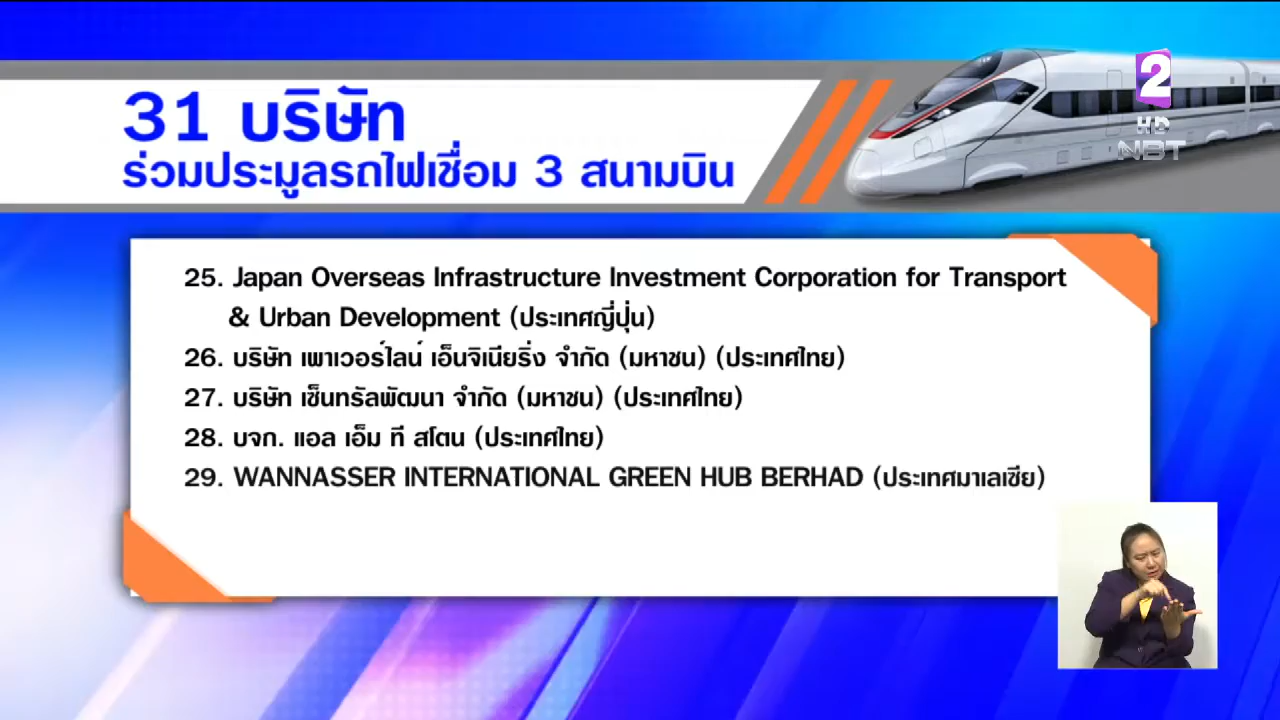 31 บริษัท
ร่วมประมูลรถไฟเชื่อม 3 สนามบิน
2
HD
NBT
25. Japan Overseas Infrastructure Investment Corporation for Transport
& Urban Development (ประเทศญี่ปุ่น)
26. บริษัท เพาเวอร์ไลน์ เอ็นจิเนียริ่ง จำกัด (มหาชน) (ประเทศไทย)
27. บริษัท เซ็นทรัลพัฒนา จำกัด (มหาชน) (ประเทศไทย)
28. บจก. แอล เอ็ม ที สโตน (ประเทศไทย)
29. WANNASSER INTERNATIONAL GREEN HUB BERHAD (ประเทศมาเลเซีย)